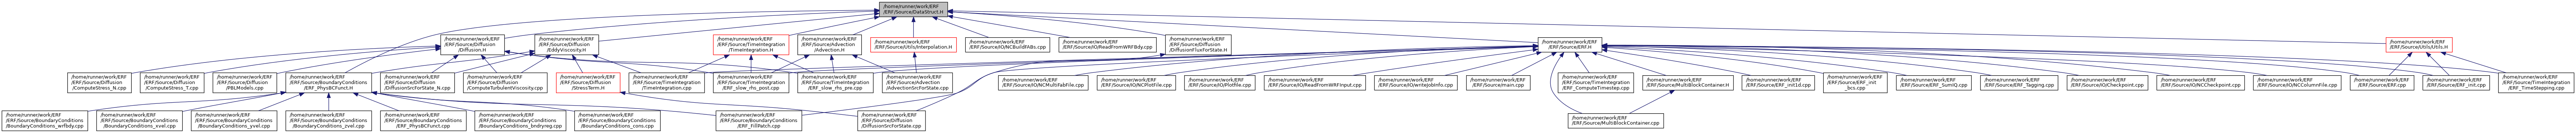 /home/runner/work/ERF
/ERF/Source/DataStruct.H
/home/runner/work/ERF
/ERF/Source/Diffusion
/Diffusion.H
/home/runner/work/ERF
/ERF/Source/Diffusion
/EddyViscosity.H
/home/runner/work/ERF
/ERF/Source/TimeIntegration
/TimeIntegration.H
/home/runner/work/ERF
/ERF/Source/Advection
/Advection.H
/home/runner/work/ERF
/ERF/Source/Utils/Interpolation.H
/home/runner/work/ERF
/ERF/Source/IO/NCBuildFABs.cpp
/home/runner/work/ERF
/ERF/Source/IO/ReadFromWRFBdy.cpp
/home/runner/work/ERF
/ERF/Source/Diffusion
/DiffusionFluxForState.H
/home/runner/work/ERF
/ERF/Source/ERF.H
/home/runner/work/ERF
/ERF/Source/Utils/Utils.H
/home/runner/work/ERF
/ERF/Source/Diffusion
/ComputeStress_N.cpp
/home/runner/work/ERF
/ERF/Source/Diffusion
/ComputeStress_T.cpp
/home/runner/work/ERF
/ERF/Source/Diffusion
/PBLModels.cpp
/home/runner/work/ERF
/ERF/Source/BoundaryConditions
/ERF_PhysBCFunct.H
/home/runner/work/ERF
/ERF/Source/Diffusion
/DiffusionSrcForState_N.cpp
/home/runner/work/ERF
/ERF/Source/Diffusion
/ComputeTurbulentViscosity.cpp
/home/runner/work/ERF
/ERF/Source/Diffusion
/StressTerm.H
/home/runner/work/ERF
/ERF/Source/TimeIntegration
/TimeIntegration.cpp
/home/runner/work/ERF
/ERF/Source/TimeIntegration
/ERF_slow_rhs_post.cpp
/home/runner/work/ERF
/ERF/Source/TimeIntegration
/ERF_slow_rhs_pre.cpp
/home/runner/work/ERF
/ERF/Source/Advection
/AdvectionSrcForState.cpp
/home/runner/work/ERF
/ERF/Source/IO/NCMultiFabFile.cpp
/home/runner/work/ERF
/ERF/Source/IO/NCPlotFile.cpp
/home/runner/work/ERF
/ERF/Source/IO/Plotfile.cpp
/home/runner/work/ERF
/ERF/Source/IO/ReadFromWRFInput.cpp
/home/runner/work/ERF
/ERF/Source/IO/writeJobInfo.cpp
/home/runner/work/ERF
/ERF/Source/main.cpp
/home/runner/work/ERF
/ERF/Source/TimeIntegration
/ERF_ComputeTimestep.cpp
/home/runner/work/ERF
/ERF/Source/MultiBlockContainer.H
/home/runner/work/ERF
/ERF/Source/ERF_init1d.cpp
/home/runner/work/ERF
/ERF/Source/ERF_init
_bcs.cpp
/home/runner/work/ERF
/ERF/Source/ERF_SumIQ.cpp
/home/runner/work/ERF
/ERF/Source/ERF_Tagging.cpp
/home/runner/work/ERF
/ERF/Source/IO/Checkpoint.cpp
/home/runner/work/ERF
/ERF/Source/IO/NCCheckpoint.cpp
/home/runner/work/ERF
/ERF/Source/IO/NCColumnFile.cpp
/home/runner/work/ERF
/ERF/Source/ERF.cpp
/home/runner/work/ERF
/ERF/Source/ERF_init.cpp
/home/runner/work/ERF
/ERF/Source/TimeIntegration
/ERF_TimeStepping.cpp
/home/runner/work/ERF
/ERF/Source/BoundaryConditions
/BoundaryConditions_wrfbdy.cpp
/home/runner/work/ERF
/ERF/Source/BoundaryConditions
/BoundaryConditions_xvel.cpp
/home/runner/work/ERF
/ERF/Source/BoundaryConditions
/BoundaryConditions_yvel.cpp
/home/runner/work/ERF
/ERF/Source/BoundaryConditions
/BoundaryConditions_zvel.cpp
/home/runner/work/ERF
/ERF/Source/BoundaryConditions
/ERF_PhysBCFunct.cpp
/home/runner/work/ERF
/ERF/Source/BoundaryConditions
/BoundaryConditions_bndryreg.cpp
/home/runner/work/ERF
/ERF/Source/BoundaryConditions
/BoundaryConditions_cons.cpp
/home/runner/work/ERF
/ERF/Source/BoundaryConditions
/ERF_FillPatch.cpp
/home/runner/work/ERF
/ERF/Source/Diffusion
/DiffusionSrcForState.cpp
/home/runner/work/ERF
/ERF/Source/MultiBlockContainer.cpp